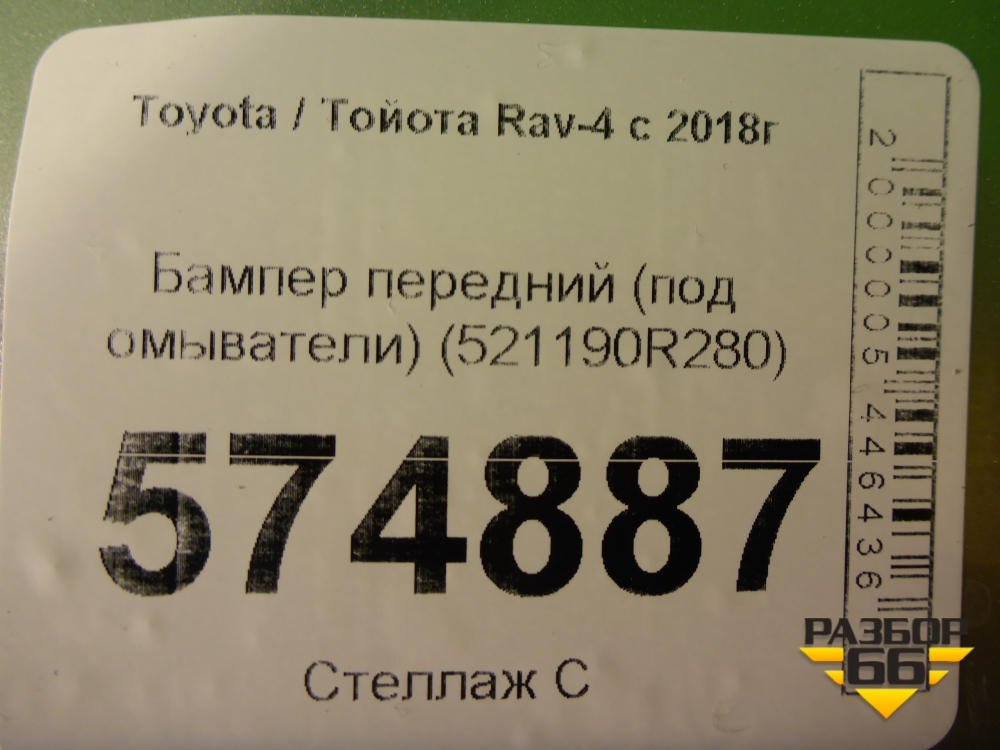 Toyota / Тойота Rav-4 с 2018г
Бампер передний (под
омыватели) (521190R280)
574887
Стеллаж С
2000005446436
РАЗБОР
66